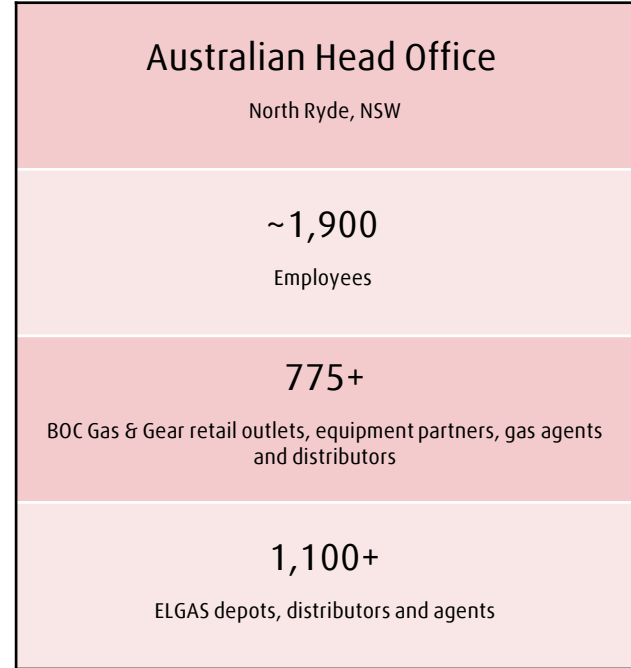 Australian Head Office
North Ryde, NSW
~1,900
Employees
775+
BOC Gas & Gear retail outlets, equipment partners, gas agents
and distributors
1,100+
ELGAS depots, distributors and agents